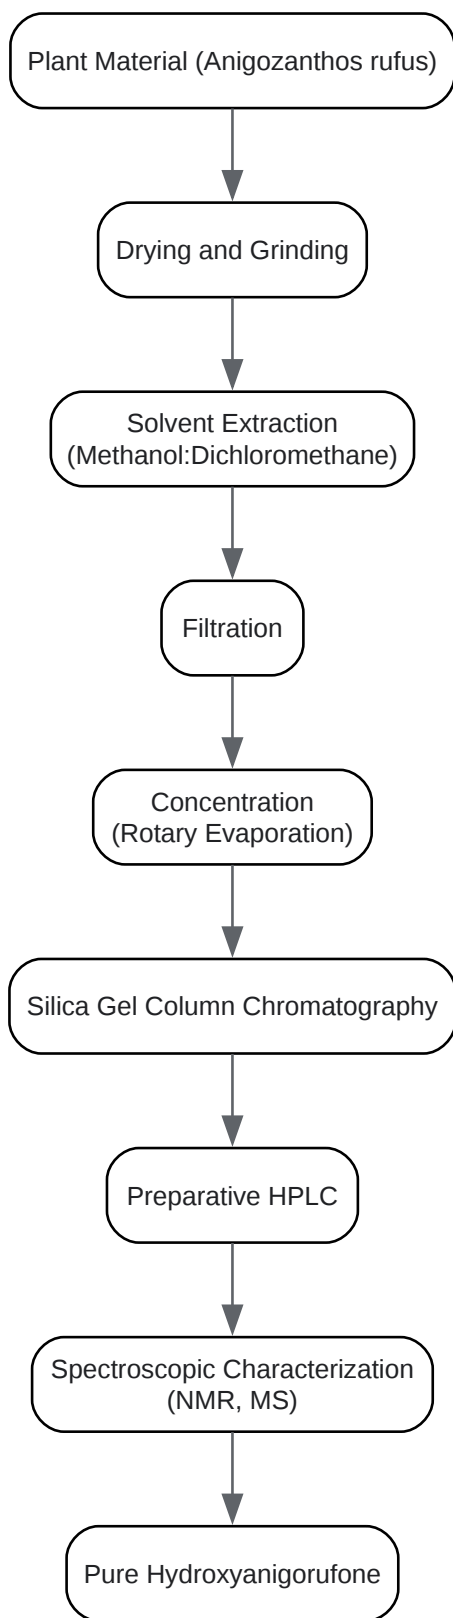 Plant Material (Anigozanthos rufus)
Drying and Grinding
Solvent Extraction
(Methanol:Dichloromethane)
Filtration
Concentration
(Rotary Evaporation)
Silica Gel Column Chromatography
Preparative HPLC
Spectroscopic Characterization
(NMR, MS)
Pure Hydroxyanigorufone